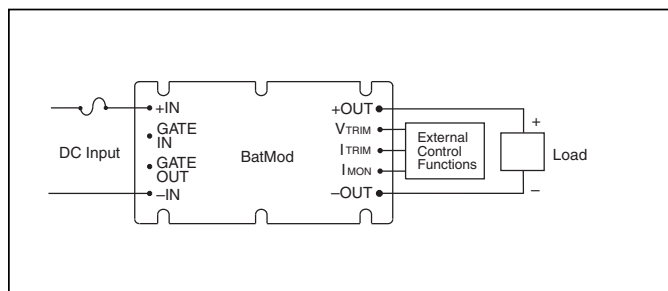 +IN
GATE
IN
DC Input
GATE
OUT
–IN
BatMod
+OUT
VTRIM
ITRIM
IMON
–OUT
External
Control
Functions
+
Load
–